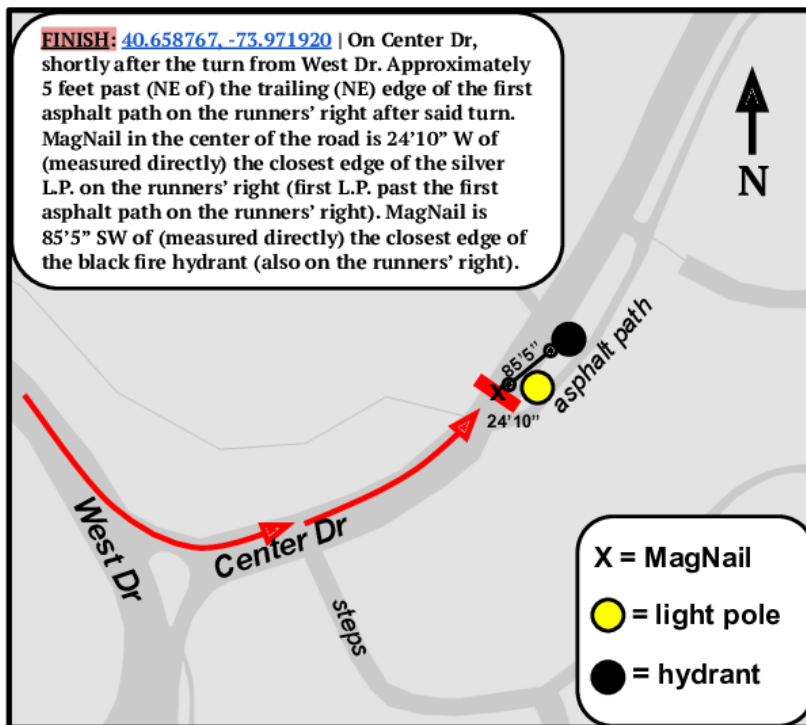 FINISH: 40.658767, -73.971920 | On Center Dr,
shortly after the turn from West Dr. Approximately
5 feet past (NE of) the trailing (NE) edge of the first
asphalt path on the runners’ right after said turn.
MagNail in the center of the road is 24’10” W of
(measured directly) the closest edge of the silver
L.P. on the runners’ right (first L.P. past the first
asphalt path on the runners’ right). MagNail is
85’5” SW of (measured directly) the closest edge of
the black fire hydrant (also on the runners’ right).
N
85’5”
asphalt path
X
24’10”
West Dr
Center Dr
steps
X = MagNail
= light pole
= hydrant